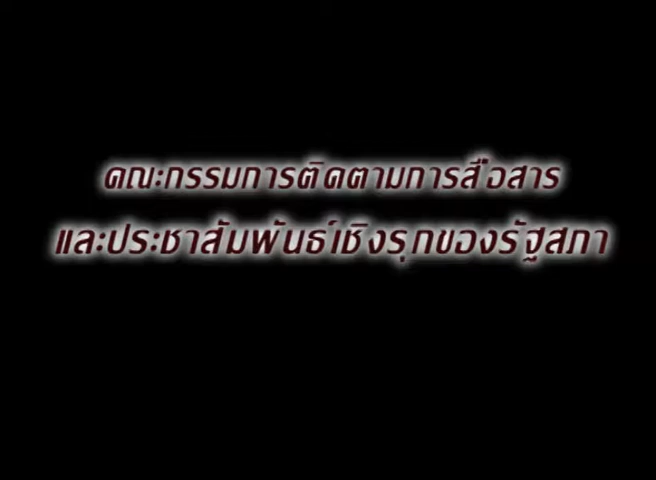 คณะกรรมการติดตามการสื่อสาร
และประชาสัมพันธ์เชิงรุกของรัฐสภา